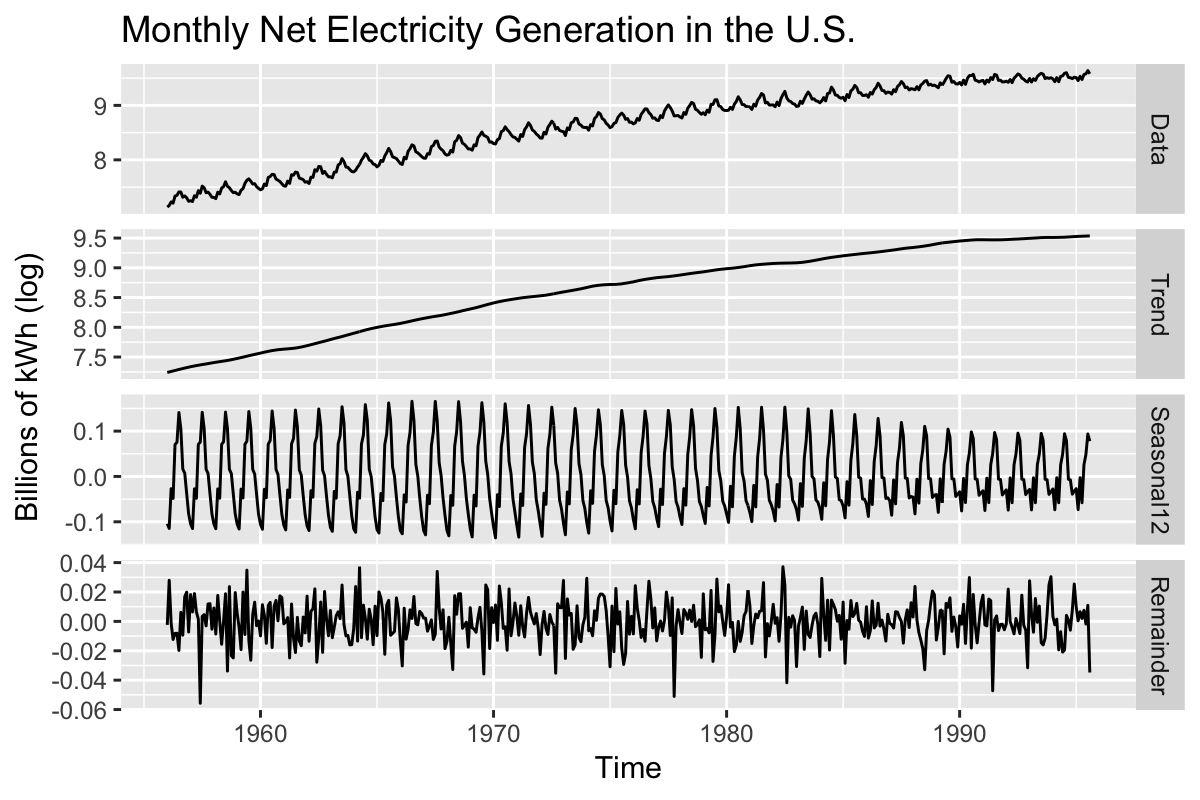 Monthly Net Electricity Generation in the U.S.
Billions of kWh (log)
9
8
Data
9.5
9.0
8.5
8.0
7.5
Trend
0.1
0.0
-0.1
Seasonal12
0.04
0.02
0.00
-0.02
-0.04
-0.06
Remainder
1960 1970 1980 1990
Time